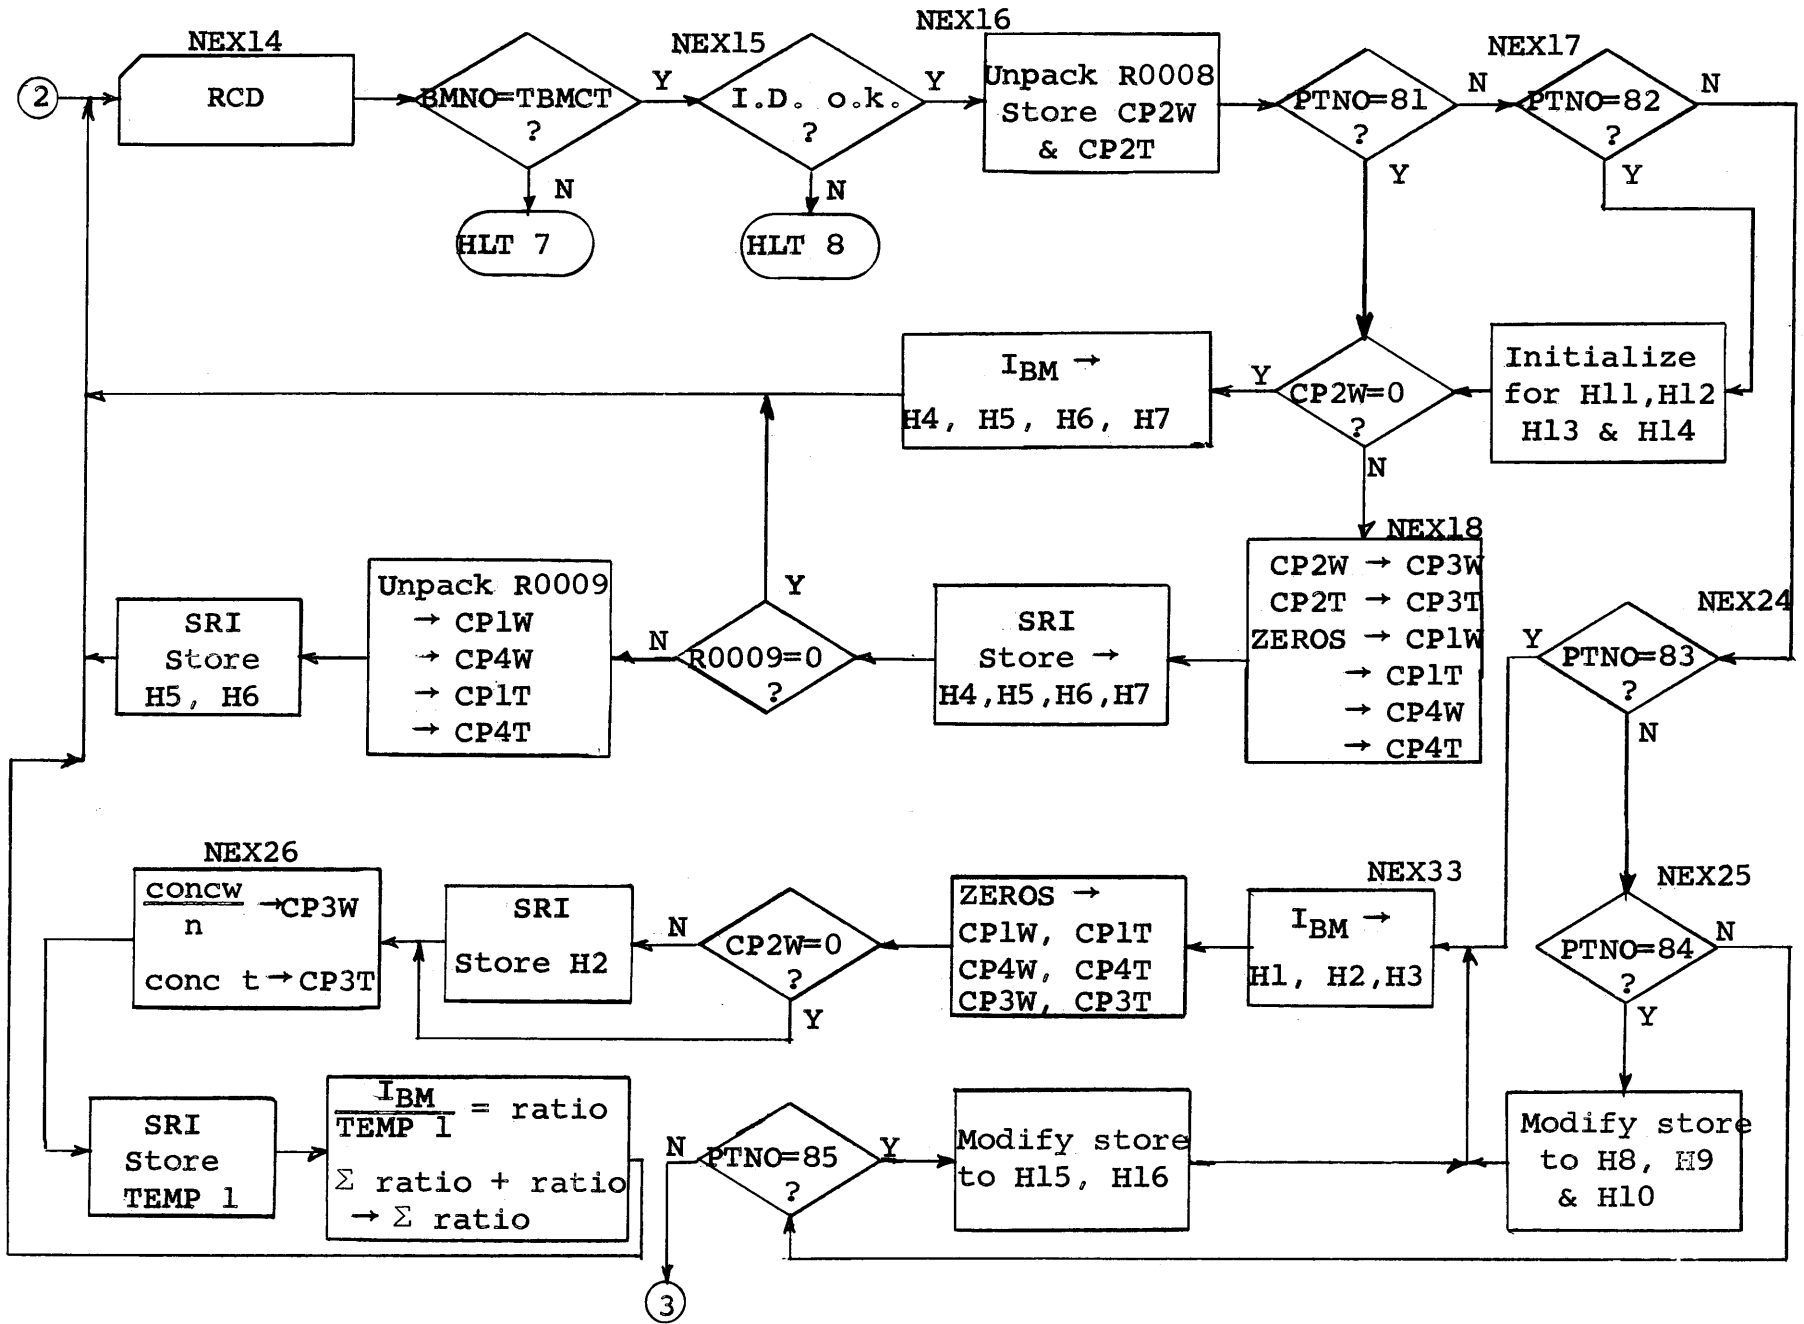 NEX14
2
RCD
BMNO=TBMCT
?
Y
N
HLT 7
NEX15
I.D. o.k.
?
Y
N
HLT 8
NEX16
Unpack R0008
Store CP2W
& CP2T
PTNO=81
?
N
Y
NEX17
PTNO=82
?
N
Y
Initialize
for H11,H12
H13 & H14
CP2W=0
?
Y
N
IBM →
H4, H5, H6, H7
NEX18
CP2W → CP3W
CP2T → CP3T
ZEROS → CP1W
→ CP1T
→ CP4W
→ CP4T
SRI
Store →
H4,H5,H6,H7
R0009=0
?
Y
N
Unpack R0009
→ CP1W
→ CP4W
→ CP1T
→ CP4T
SRI
Store
H5, H6
NEX24
PTNO=83
?
Y
N
NEX25
PTNO=84
?
N
Y
NEX33
IBM →
H1, H2,H3
ZEROS →
CP1W, CP1T
CP4W, CP4T
CP3W, CP3T
CP2W=0
?
N
Y
SRI
Store H2
NEX26
concw
n
→CP3W
conc t→CP3T
SRI
Store
TEMP 1
IBM
TEMP 1
= ratio
Σ ratio + ratio
→ Σ ratio
PTNO=85
?
N
Y
Modify store
to H15, H16
Modify store
to H8, H9
& H10
3